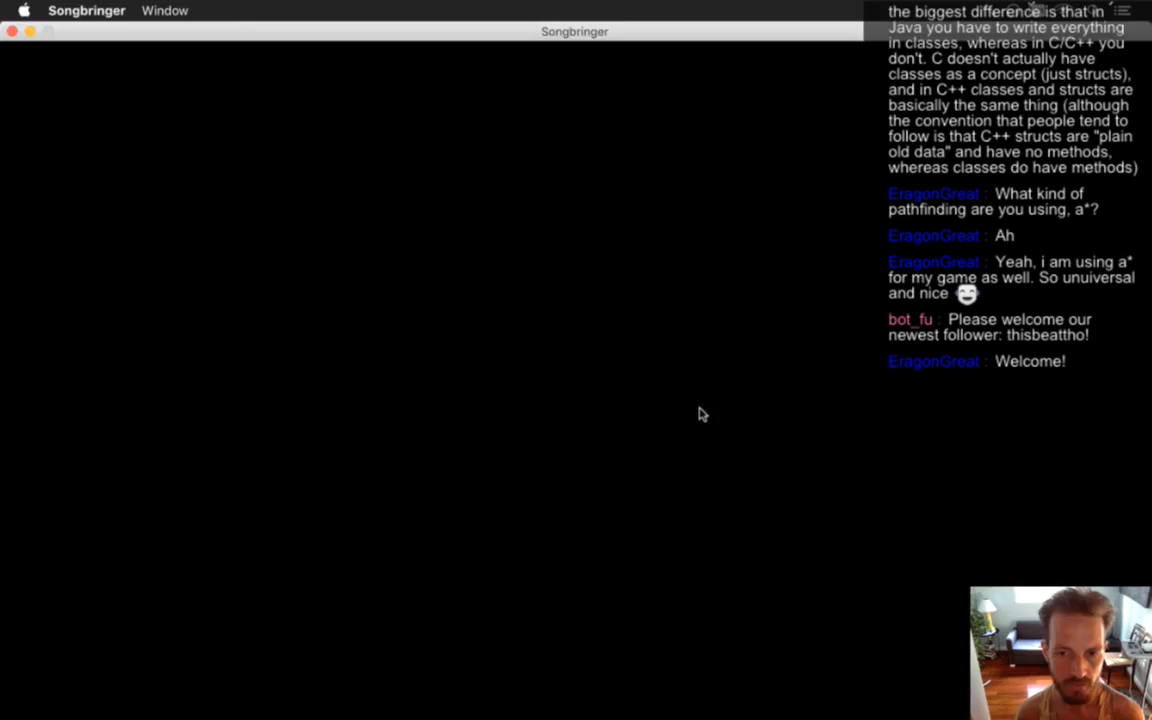 Songbringer Window
Songbringer
the biggest difference is that in
Java you have to write everything
in classes, whereas in C/C++ you
don't. C doesn't actually have
classes as a concept (just structs),
and in C++ classes and structs are
basically the same thing (although
the convention that people tend to
follow is that C++ structs are "plain
old data" and have no methods,
whereas classes do have methods)
EragonGreat : What kind of
pathfinding are you using, a*?
EragonGreat : Ah
EragonGreat : Yeah, i am using a*
for my game as well. So unuiversal
and nice
bot_fu : Please welcome our
newest follower: thisbeattho!
EragonGreat : Welcome!